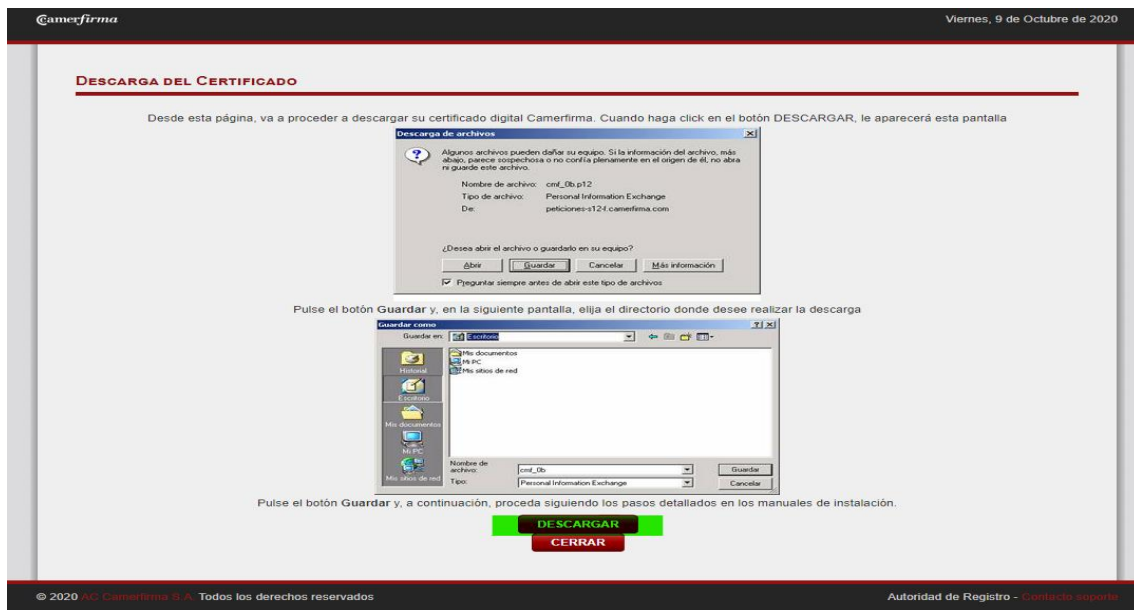 Camerfirma
Viernes, 9 de Octubre de 2020
DESCARGA DEL CERTIFICADO
Desde esta página, va a proceder a descargar su certificado digital Camerfirma. Cuando haga click en el botón DESCARGAR, le aparecerá esta pantalla
Descarga de archivos
Algunos archivos pueden dañar su equipo. Si la información del archivo, más
abajo, parece sospechosa o no confía plenamente en el origen de él, no abra
ni guarde este archivo.
Nombre de archivo: cmf_0b.p12
Tipo de archivo: Personal Information Exchange
De: peticiones-s12-f.camerfirma.com
¿Desea abrir el archivo o guardarlo en su equipo?
Abrir Guardar Cancelar Más información
Preguntar siempre antes de abrir este tipo de archivos
Pulse el botón Guardar y, en la siguiente pantalla, elija el directorio donde desee realizar la descarga
Guardar como
Guardar en: Escritorio
Mis documentos
Mi PC
Mis sitios de red
Historial
Escritorio
Mis documentos
Mi PC
Mis sitios de red
Nombre de archivo: cmf_0b Guardar
Tipo: Personal Information Exchange Cancelar
Pulse el botón Guardar y, a continuación, proceda siguiendo los pasos detallados en los manuales de instalación.
DESCARGAR
CERRAR
© 2020 AC Camerfirma S.A. Todos los derechos reservados
Autoridad de Registro - Contacto soporte